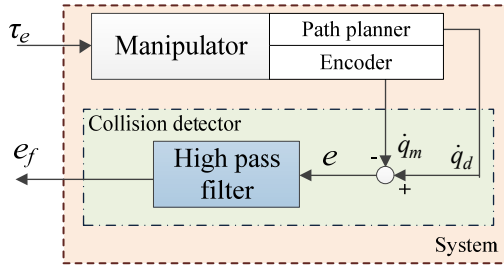 τe
Manipulator
Path planner
Encoder
Collision detector
ef
High pass
filter
e
-
q̇m
q̇d
+
System